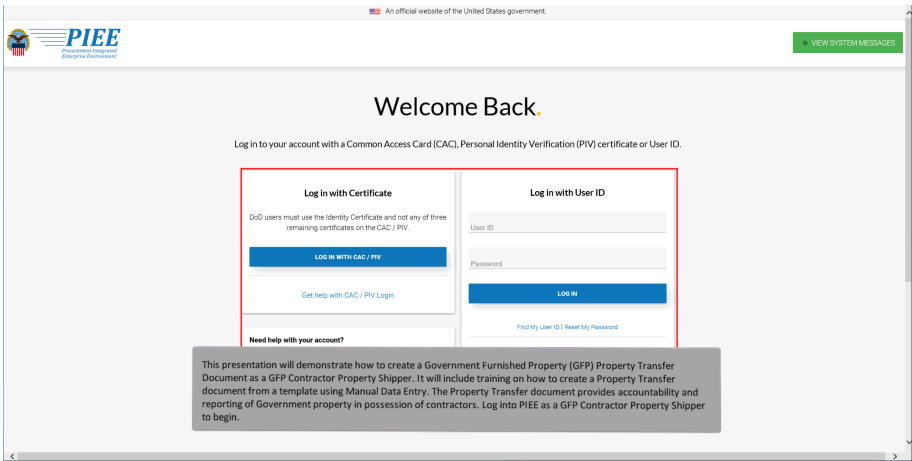 An official website of the United States government.
PIEE
Procurement Integrated
Enterprise Environment
VIEW SYSTEM MESSAGES
Welcome Back.
Log in to your account with a Common Access Card (CAC), Personal Identity Verification (PIV) certificate or User ID.
Log in with Certificate
DoD users must use the Identity Certificate and not any of three
remaining certificates on the CAC / PIV.
LOG IN WITH CAC / PIV
Get help with CAC / PIV Login
Need help with your account?
Log in with User ID
User ID
Password
LOG IN
Find My User ID | Reset My Password
This presentation will demonstrate how to create a Government Furnished Property (GFP) Property Transfer
Document as a GFP Contractor Property Shipper. It will include training on how to create a Property Transfer
document from a template using Manual Data Entry. The Property Transfer document provides accountability and
reporting of Government property in possession of contractors. Log into PIEE as a GFP Contractor Property Shipper
to begin.